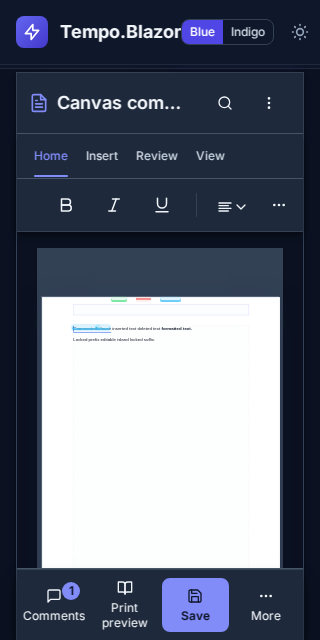 Tempo.Blazor Blue Indigo
Canvas com...
Home Insert Review View
B I U
inserted text deleted text formatted text.
Locked prefix editable island locked suffix.
Comments 1 Print preview Save More